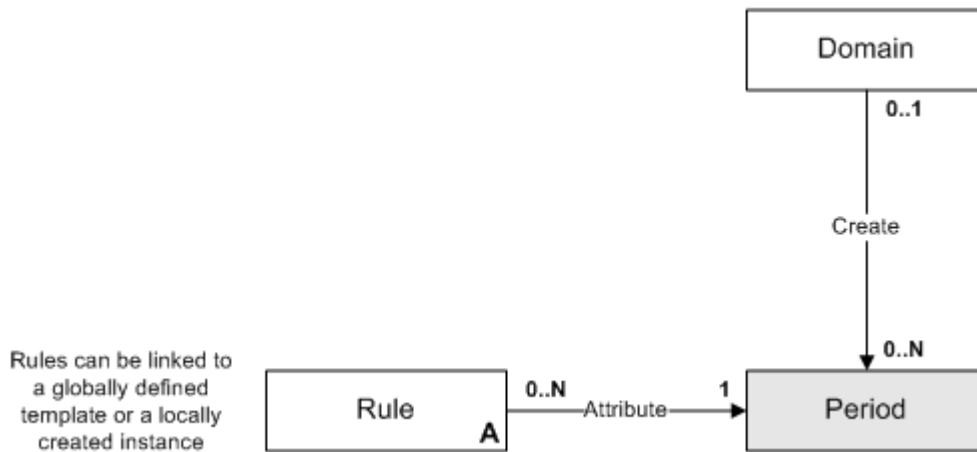 Domain
0..1
Create
0..N
Rules can be linked to
a globally defined
template or a locally
created instance
Rule
A
0..N
Attribute
1
Period